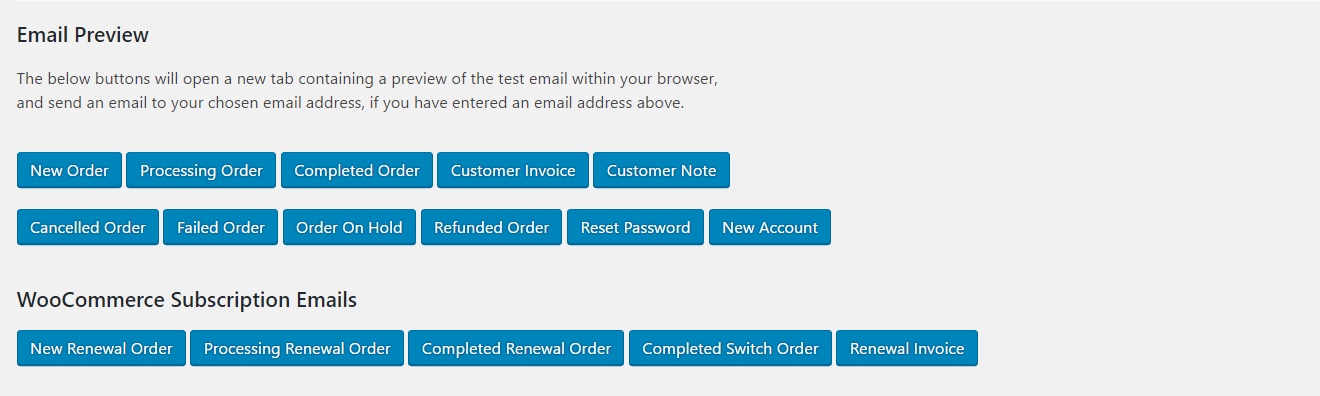 Email Preview
The below buttons will open a new tab containing a preview of the test email within your browser,
and send an email to your chosen email address, if you have entered an email address above.
New Order Processing Order Completed Order Customer Invoice Customer Note
Cancelled Order Failed Order Order On Hold Refunded Order Reset Password New Account
WooCommerce Subscription Emails
New Renewal Order Processing Renewal Order Completed Renewal Order Completed Switch Order Renewal Invoice